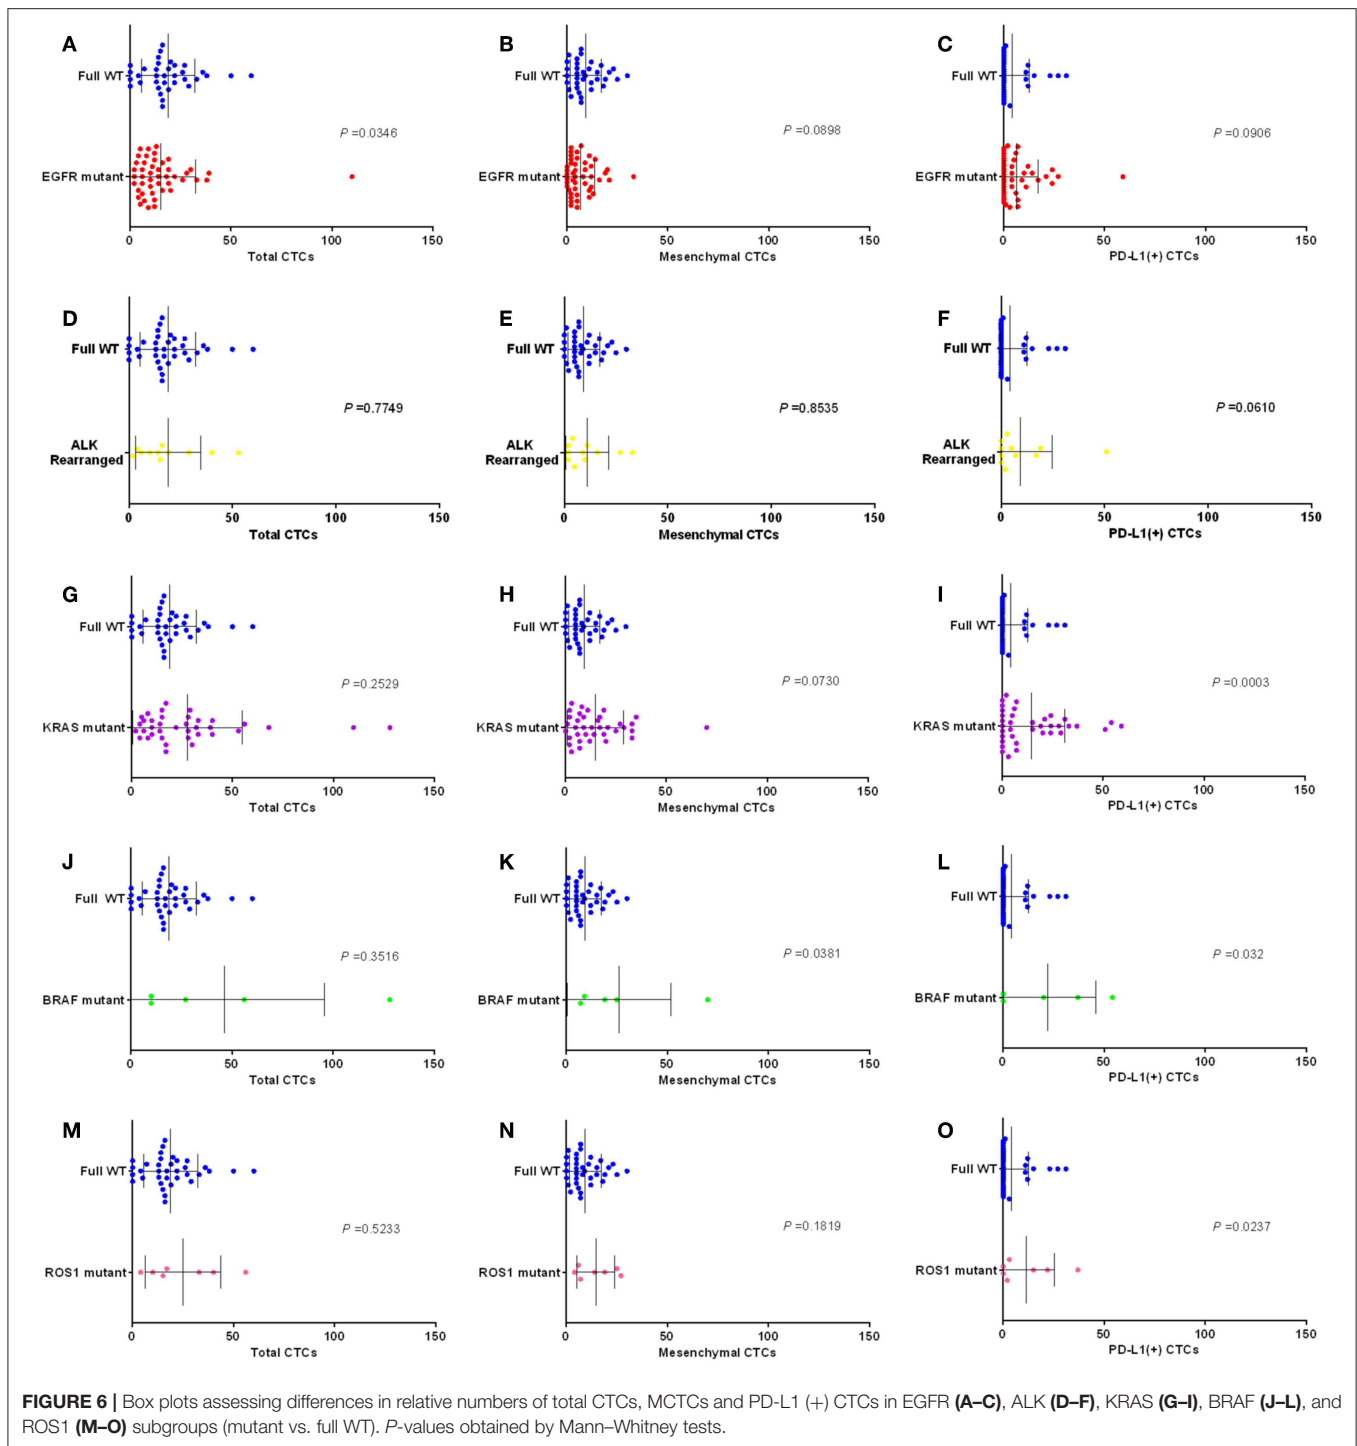 A
Full WT
P =0.0346
EGFR mutant
0 50 100 150
Total CTCs
B
Full WT
P =0.0898
EGFR mutant
0 50 100 150
Mesenchymal CTCs
C
Full WT
P =0.0906
EGFR mutant
0 50 100 150
PD-L1(+) CTCs
D
Full WT
P =0.7749
ALK
Rearranged
0 50 100 150
Total CTCs
E
Full WT
P =0.8535
ALK
Rearranged
0 50 100 150
Mesenchymal CTCs
F
Full WT
P =0.0610
ALK
Rearranged
0 50 100 150
PD-L1(+) CTCs
G
Full WT
P =0.2529
KRAS mutant
0 50 100 150
Total CTCs
H
Full WT
P =0.0730
KRAS mutant
0 50 100 150
Mesenchymal CTCs
I
Full WT
P =0.0003
KRAS mutant
0 50 100 150
PD-L1(+) CTCs
J
Full WT
P =0.3516
BRAF mutant
0 50 100 150
Total CTCs
K
Full WT
P =0.0381
BRAF mutant
0 50 100 150
Mesenchymal CTCs
L
Full WT
P =0.032
BRAF mutant
0 50 100 150
PD-L1(+) CTCs
M
Full WT
P =0.5233
ROS1 mutant
0 50 100 150
Total CTCs
N
Full WT
P =0.1819
ROS1 mutant
0 50 100 150
Mesenchymal CTCs
O
Full WT
P =0.0237
ROS1 mutant
0 50 100 150
PD-L1(+) CTCs
FIGURE 6 | Box plots assessing differences in relative numbers of total CTCs, MCTCs and PD-L1 (+) CTCs in EGFR (A–C), ALK (D–F), KRAS (G–I), BRAF (J–L), and
ROS1 (M–O) subgroups (mutant vs. full WT). P-values obtained by Mann–Whitney tests.